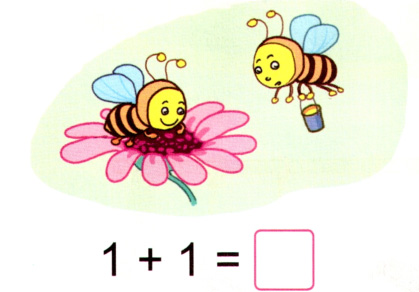 1 + 1 =